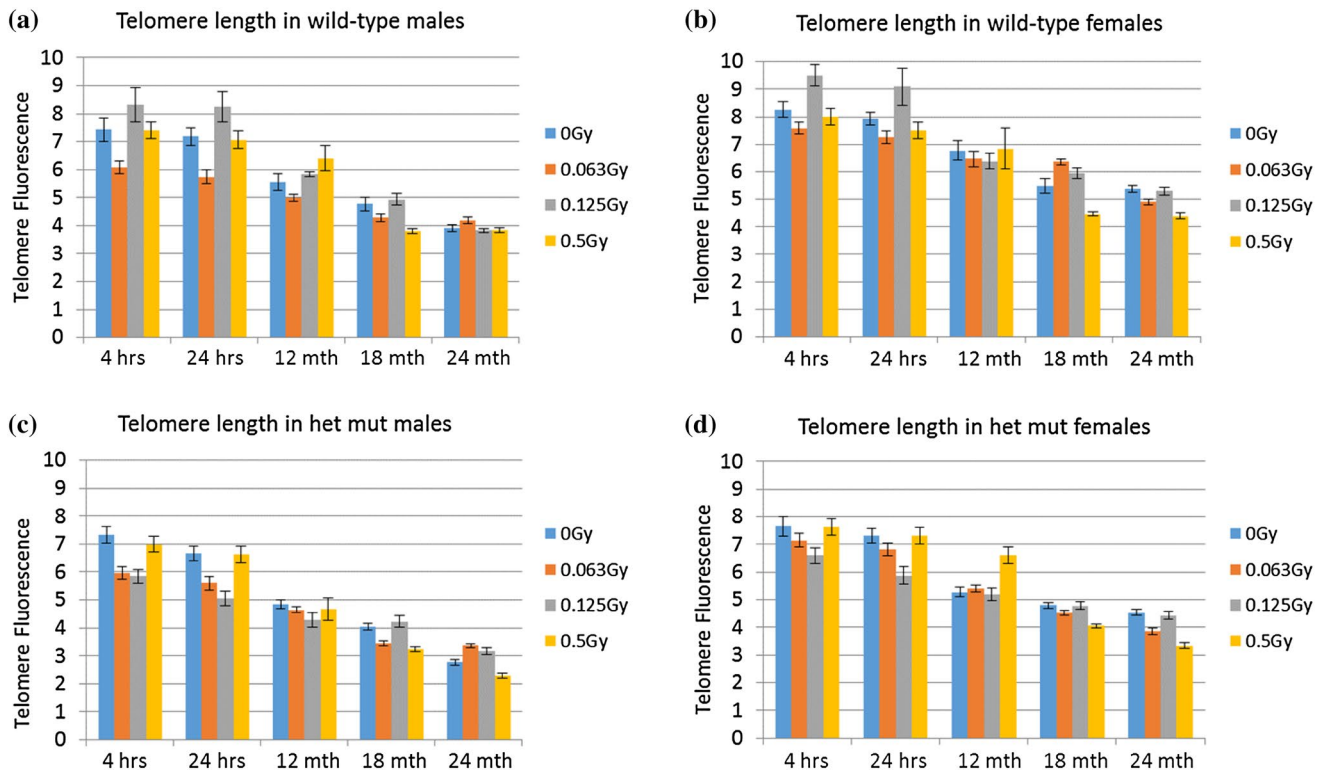 (a) Telomere length in wild-type males
Telomere Fluorescence
10
9
8
7
6
5
4
3
2
1
0
4 hrs 24 hrs 12 mth 18 mth 24 mth
0Gy
0.063Gy
0.125Gy
0.5Gy
(b) Telomere length in wild-type females
Telomere Fluorescence
10
9
8
7
6
5
4
3
2
1
0
4 hrs 24 hrs 12 mth 18 mth 24 mth
0Gy
0.063Gy
0.125Gy
0.5Gy
(c) Telomere length in het mut males
Telomere Fluorescence
10
9
8
7
6
5
4
3
2
1
0
4 hrs 24 hrs 12 mth 18 mth 24 mth
0Gy
0.063Gy
0.125Gy
0.5Gy
(d) Telomere length in het mut females
Telomere Fluorescence
10
9
8
7
6
5
4
3
2
1
0
4 hrs 24 hrs 12 mth 18 mth 24 mth
0Gy
0.063Gy
0.125Gy
0.5Gy